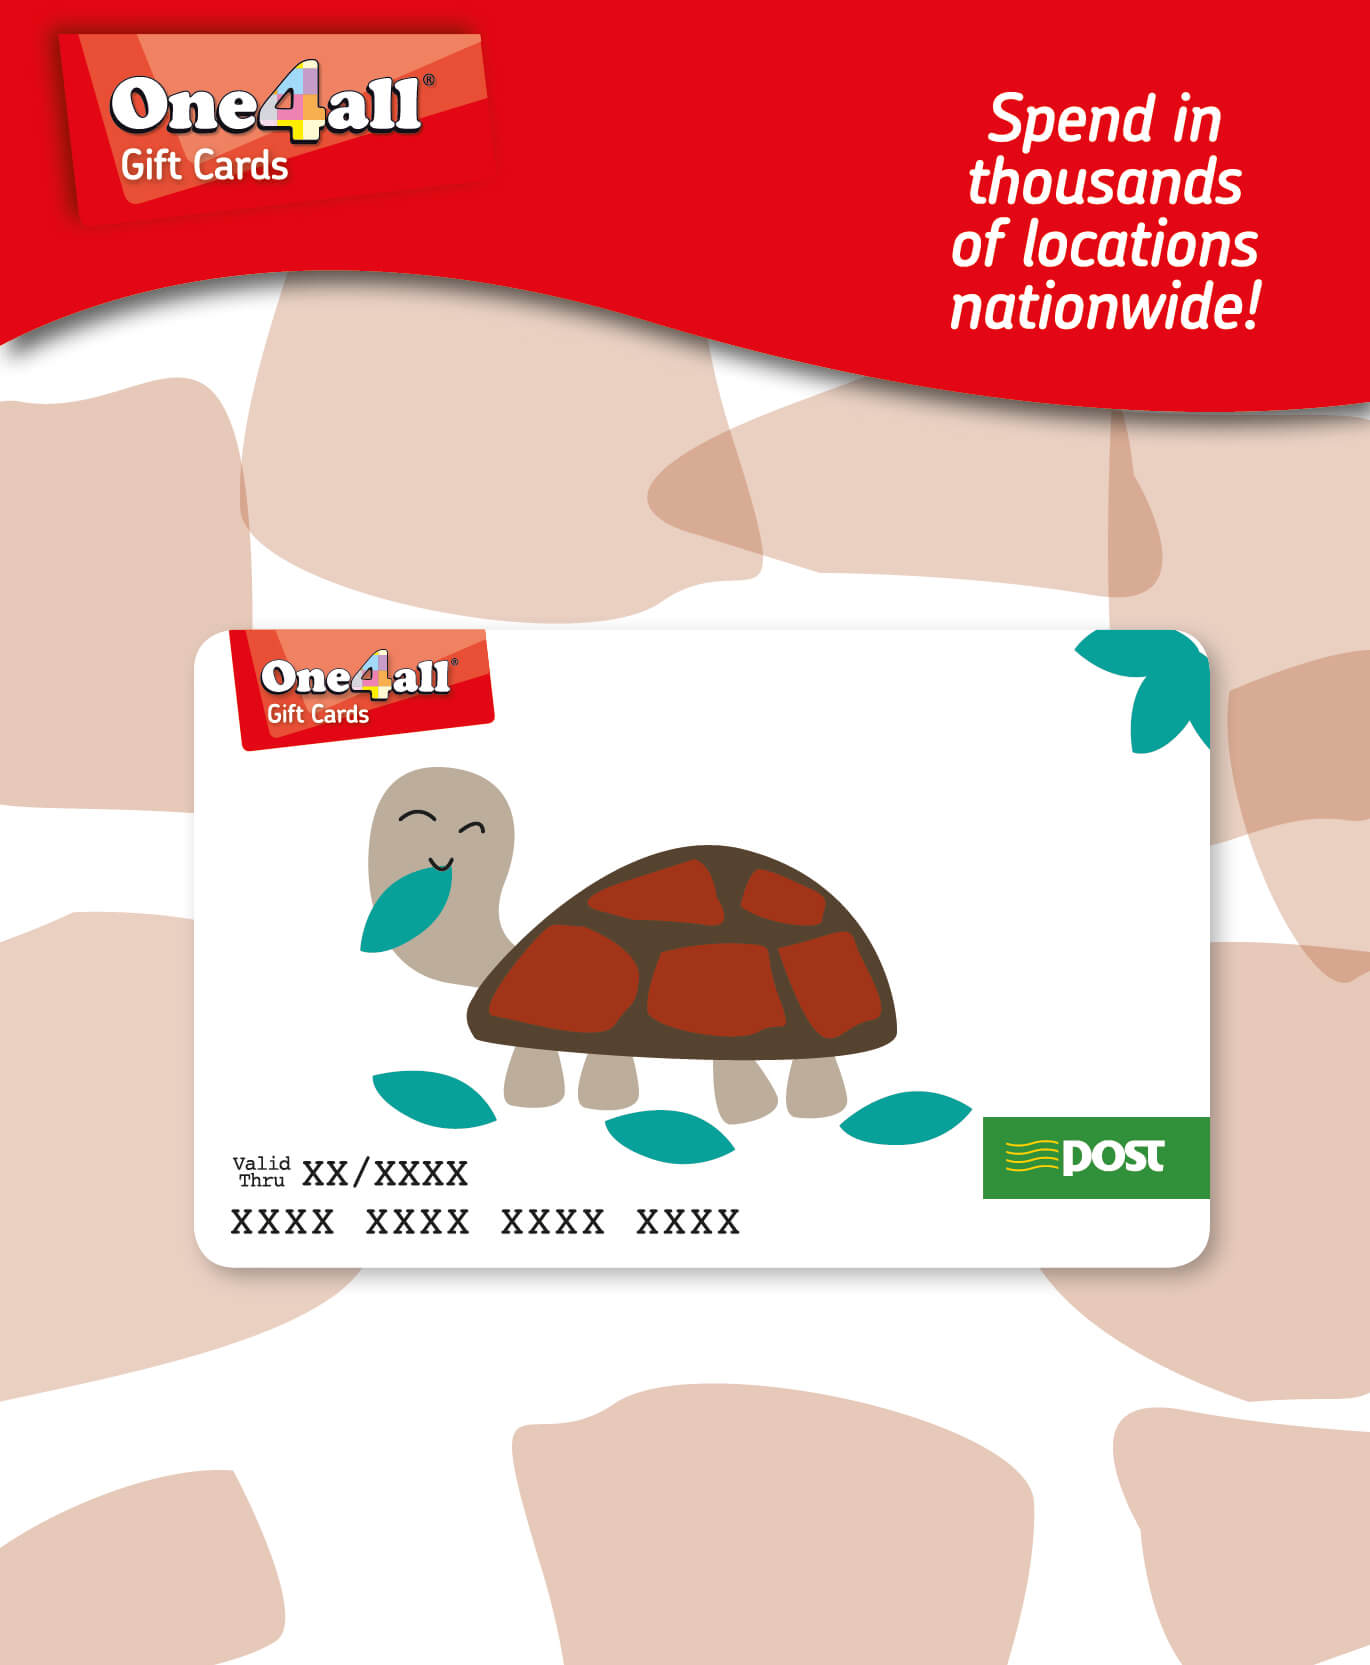 One4all®
Gift Cards
Spend in
thousands
of locations
nationwide!
One4all®
Gift Cards
post
Valid
Thru XX/XXXX
XXXX XXXX XXXX XXXX